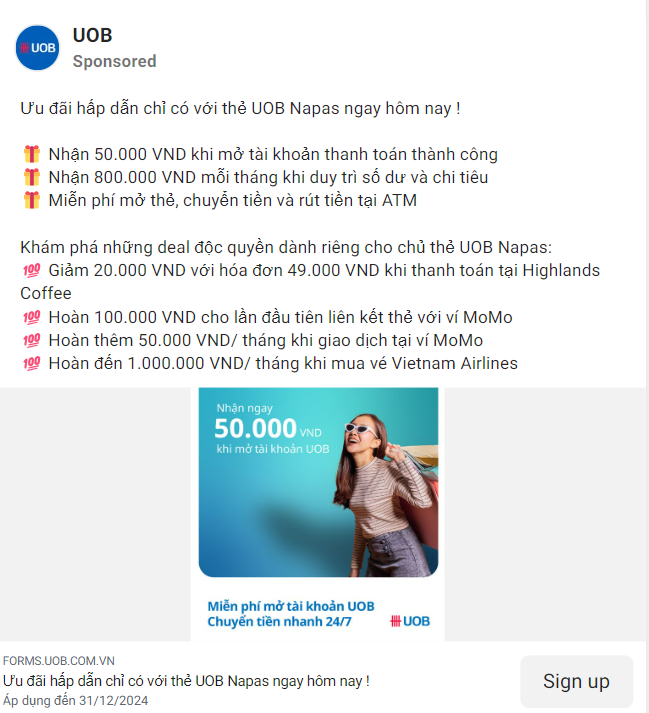 UOB
UOB
Sponsored
Ưu đãi hấp dẫn chỉ có với thẻ UOB Napas ngay hôm nay !
🎁 Nhận 50.000 VND khi mở tài khoản thanh toán thành công
🎁 Nhận 800.000 VND mỗi tháng khi duy trì số dư và chi tiêu
🎁 Miễn phí mở thẻ, chuyển tiền và rút tiền tại ATM
Khám phá những deal độc quyền dành riêng cho chủ thẻ UOB Napas:
💯 Giảm 20.000 VND với hóa đơn 49.000 VND khi thanh toán tại Highlands
Coffee
💯 Hoàn 100.000 VND cho lần đầu tiên liên kết thẻ với ví MoMo
💯 Hoàn thêm 50.000 VND/ tháng khi giao dịch tại ví MoMo
💯 Hoàn đến 1.000.000 VND/ tháng khi mua vé Vietnam Airlines
Nhận ngay
50.000 VND
khi mở tài khoản UOB
Miễn phí mở tài khoản UOB
Chuyển tiền nhanh 24/7
UOB
FORMS.UOB.COM.VN
Ưu đãi hấp dẫn chỉ có với thẻ UOB Napas ngay hôm nay !
Áp dụng đến 31/12/2024
Sign up